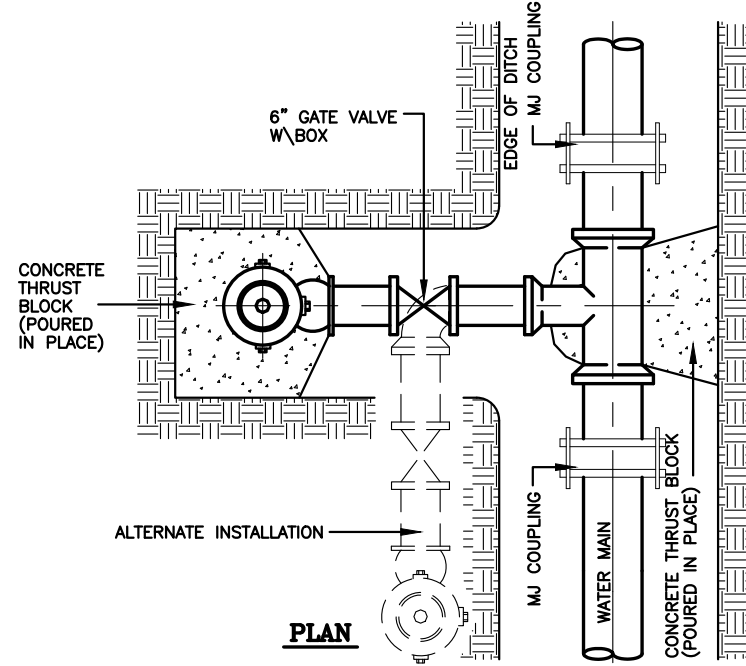 EDGE OF DITCH
MJ COUPLING
6" GATE VALVE
W\BOX
CONCRETE
THRUST
BLOCK
(POURED
IN PLACE)
ALTERNATE INSTALLATION
MJ COUPLING
WATER MAIN
CONCRETE THRUST BLOCK
(POURED IN PLACE)
PLAN